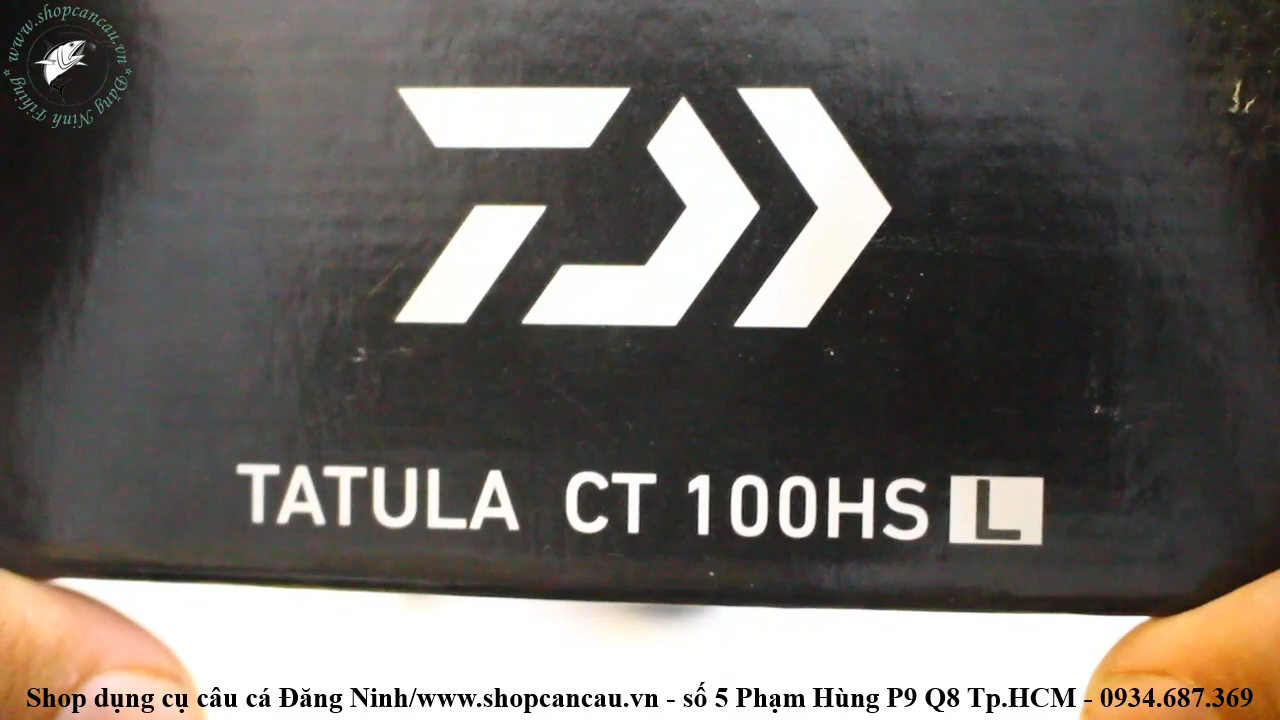 * www.shopcancau.vn *
Đăng Ninh Fihing
TATULA CT 100HS L
Shop dụng cụ câu cá Đăng Ninh/www.shopcancau.vn - số 5 Phạm Hùng P9 Q8 Tp.HCM - 0934.687.369